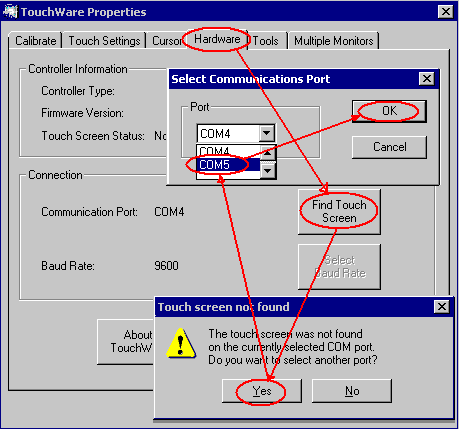 TouchWare Properties
Calibrate Touch Settings Cursor Hardware Tools Multiple Monitors
Controller Information
Controller Type:
Firmware Version:
Touch Screen Status: No
Select Communications Port
Port
COM4
COM4
COM5
OK
Cancel
Connection
Communication Port: COM4
Find Touch
Screen
Baud Rate: 9600
Select
Baud Rate
About
Touch screen not found
The touch screen was not found
on the currently selected COM port.
Do you want to select another port?
Yes No